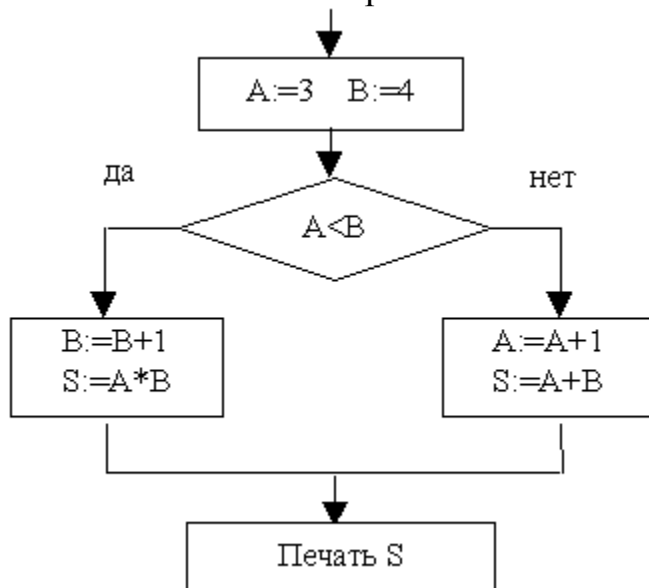 A:=3 B:=4
да
нет
A<B
B:=B+1
S:=A*B
A:=A+1
S:=A+B
Печать S